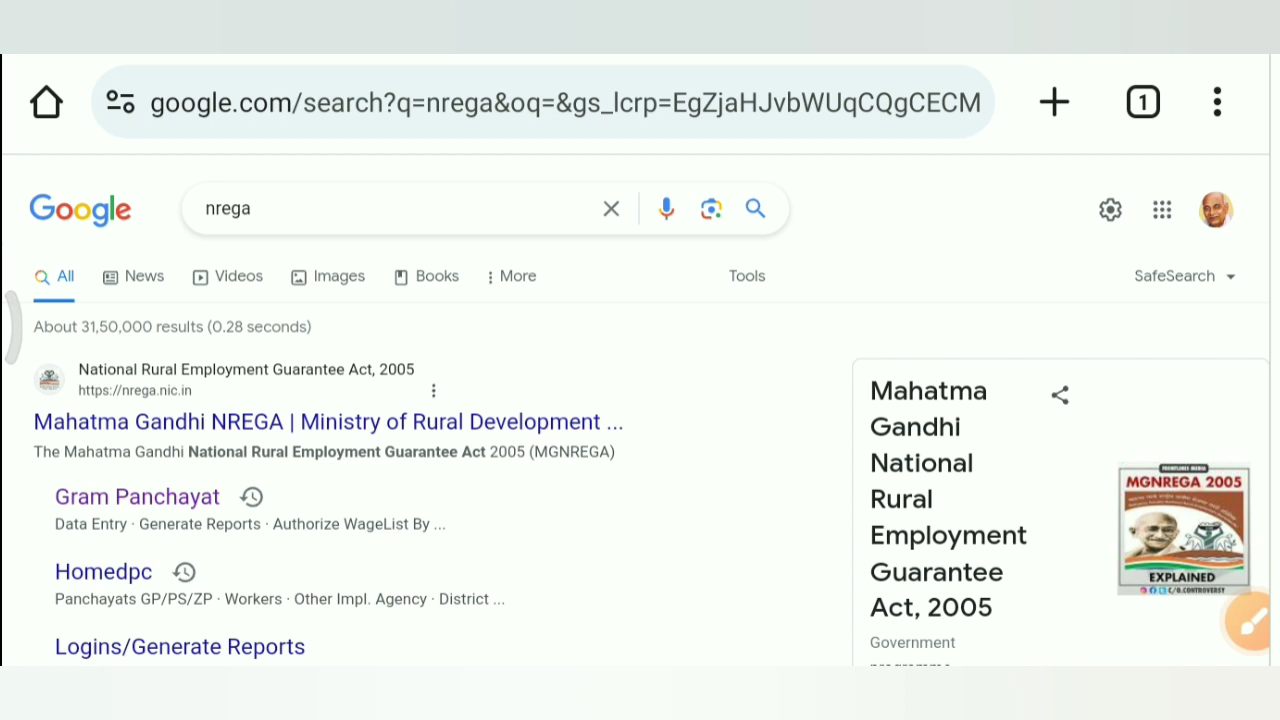 google.com/search?q=nrega&oq=&gs_lcrp=EgZjaHJvbWUqCQgCECM
1
Google
nrega
All
News
Videos
Images
Books
More
Tools
SafeSearch
About 31,50,000 results (0.28 seconds)
National Rural Employment Guarantee Act, 2005
https://nrega.nic.in
Mahatma Gandhi NREGA | Ministry of Rural Development ...
The Mahatma Gandhi National Rural Employment Guarantee Act 2005 (MGNREGA)
Gram Panchayat
Data Entry · Generate Reports · Authorize WageList By ...
Homedpc
Panchayats GP/PS/ZP · Workers · Other Impl. Agency · District ...
Logins/Generate Reports
Mahatma
Gandhi
National
Rural
Employment
Guarantee
Act, 2005
Government
MGNREGA 2005
EXPLAINED
C/O.CONTROVERSY